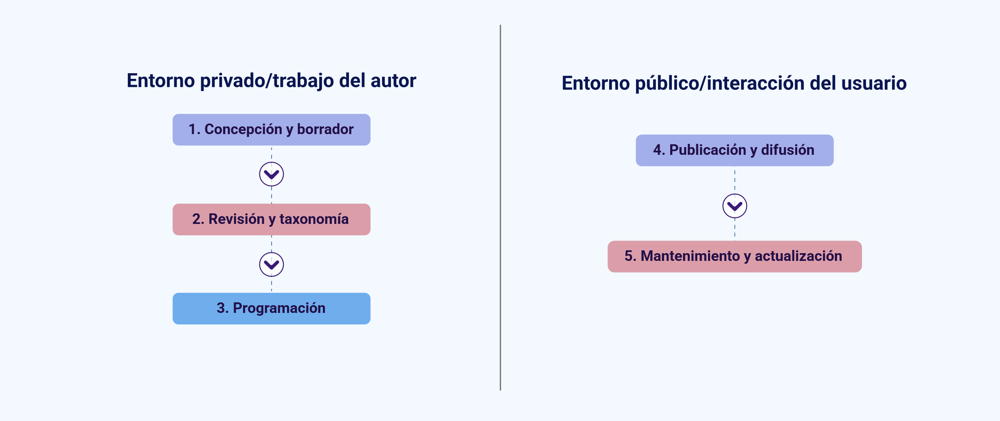 Entorno privado/trabajo del autor
1. Concepción y borrador
2. Revisión y taxonomía
3. Programación
Entorno público/interacción del usuario
4. Publicación y difusión
5. Mantenimiento y actualización